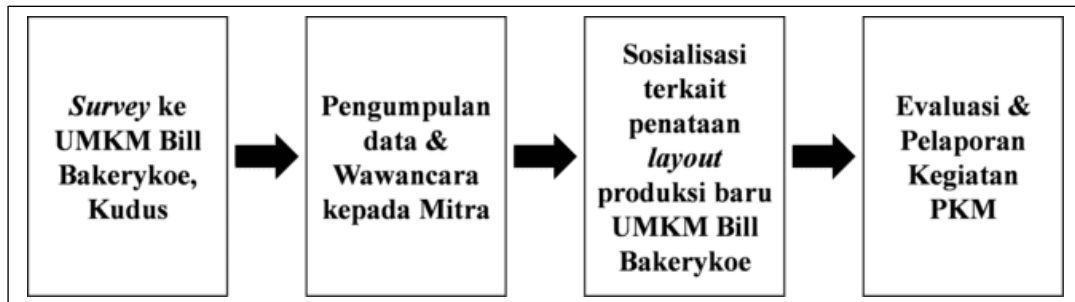 Survey ke
UMKM Bill
Bakerykoe,
Kudus
Pengumpulan
data &
Wawancara
kepada Mitra
Sosialisasi
terkait
penataan
layout
produksi baru
UMKM Bill
Bakerykoe
Evaluasi &
Pelaporan
Kegiatan
PKM